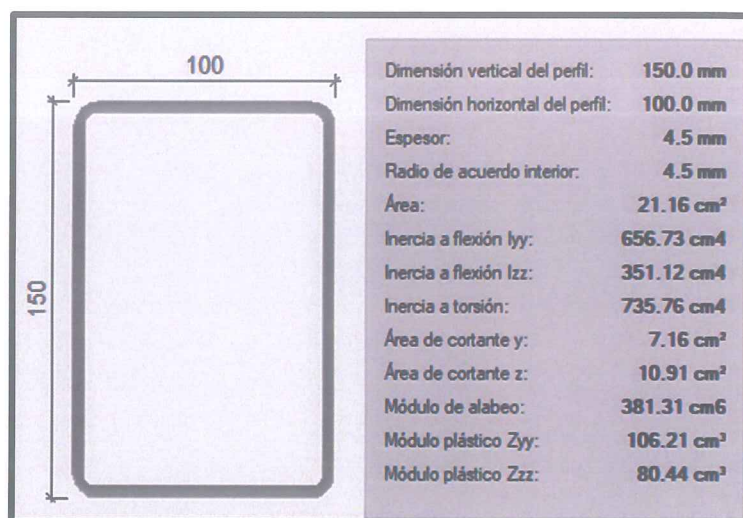 100
150
Dimensión vertical del perfil: 150.0 mm
Dimensión horizontal del perfil: 100.0 mm
Espesor: 4.5 mm
Radio de acuerdo interior: 4.5 mm
Área: 21.16 cm²
Inercia a flexión Iyy: 656.73 cm4
Inercia a flexión Izz: 351.12 cm4
Inercia a torsión: 735.76 cm4
Área de cortante y: 7.16 cm²
Área de cortante z: 10.91 cm²
Módulo de alabeo: 381.31 cm6
Módulo plástico Zyy: 106.21 cm³
Módulo plástico Zzz: 80.44 cm³